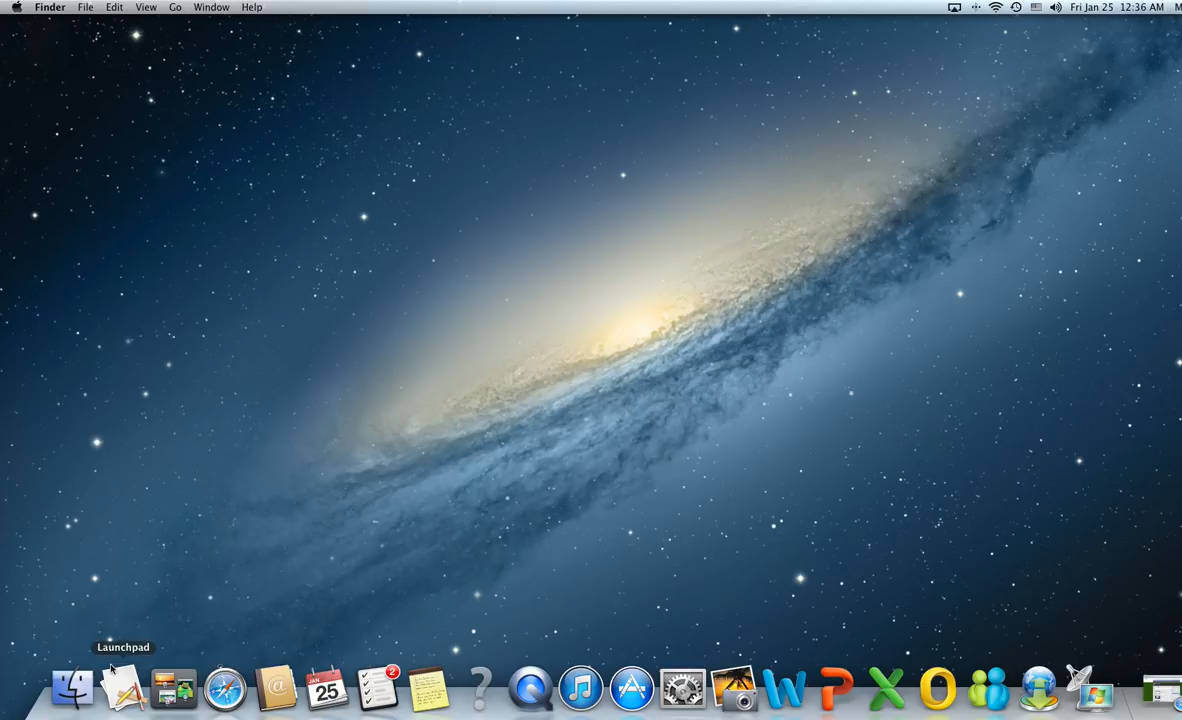 Finder File Edit View Go Window Help Fri Jan 25 12:36 AM M
Launchpad
JAN
25
2
@
?
W P X O